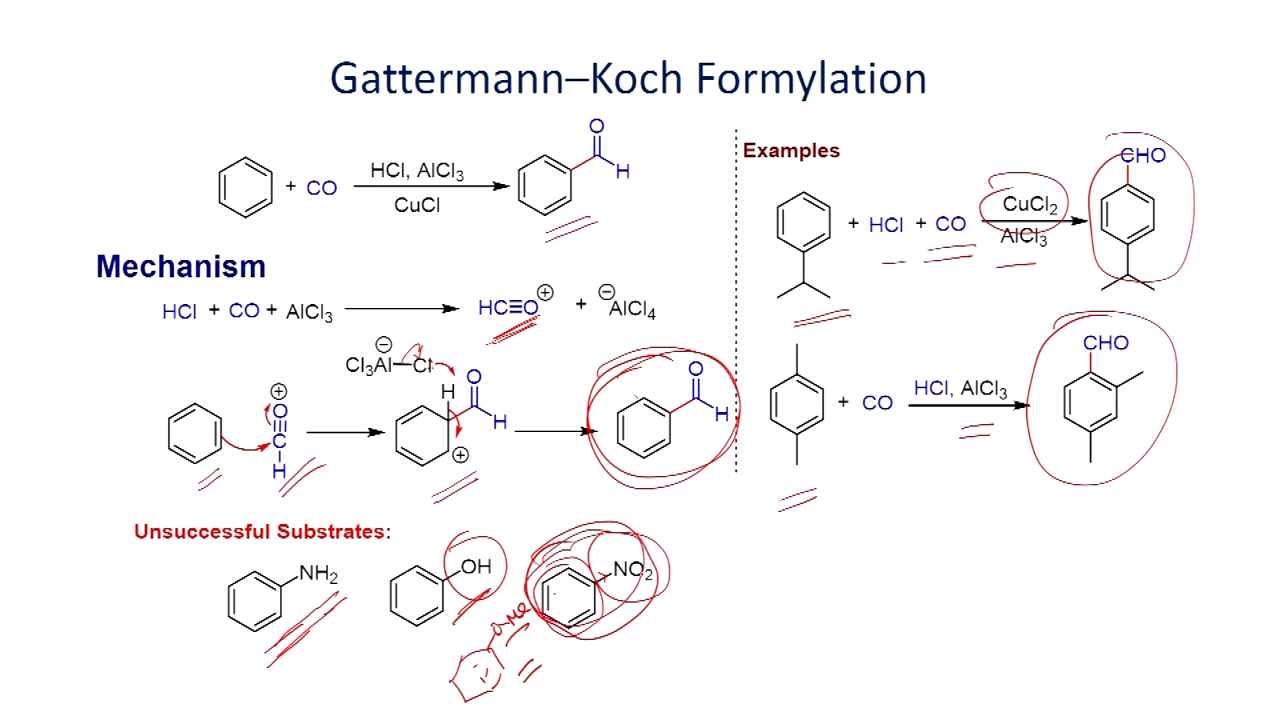 Gattermann–Koch Formylation
+ CO
HCl, AlCl3
CuCl
O
H
Mechanism
HCl + CO + AlCl3
HC≡O ⊕ + ⊖ AlCl4
⊖
Cl3Al—Cl
H O
H
⊕
⊕
O
C
H
O
H
Unsuccessful Substrates:
NH2
OH
NO2
OMe
Examples
+ HCl + CO
CuCl2
AlCl3
CHO
+ CO
HCl, AlCl3
CHO